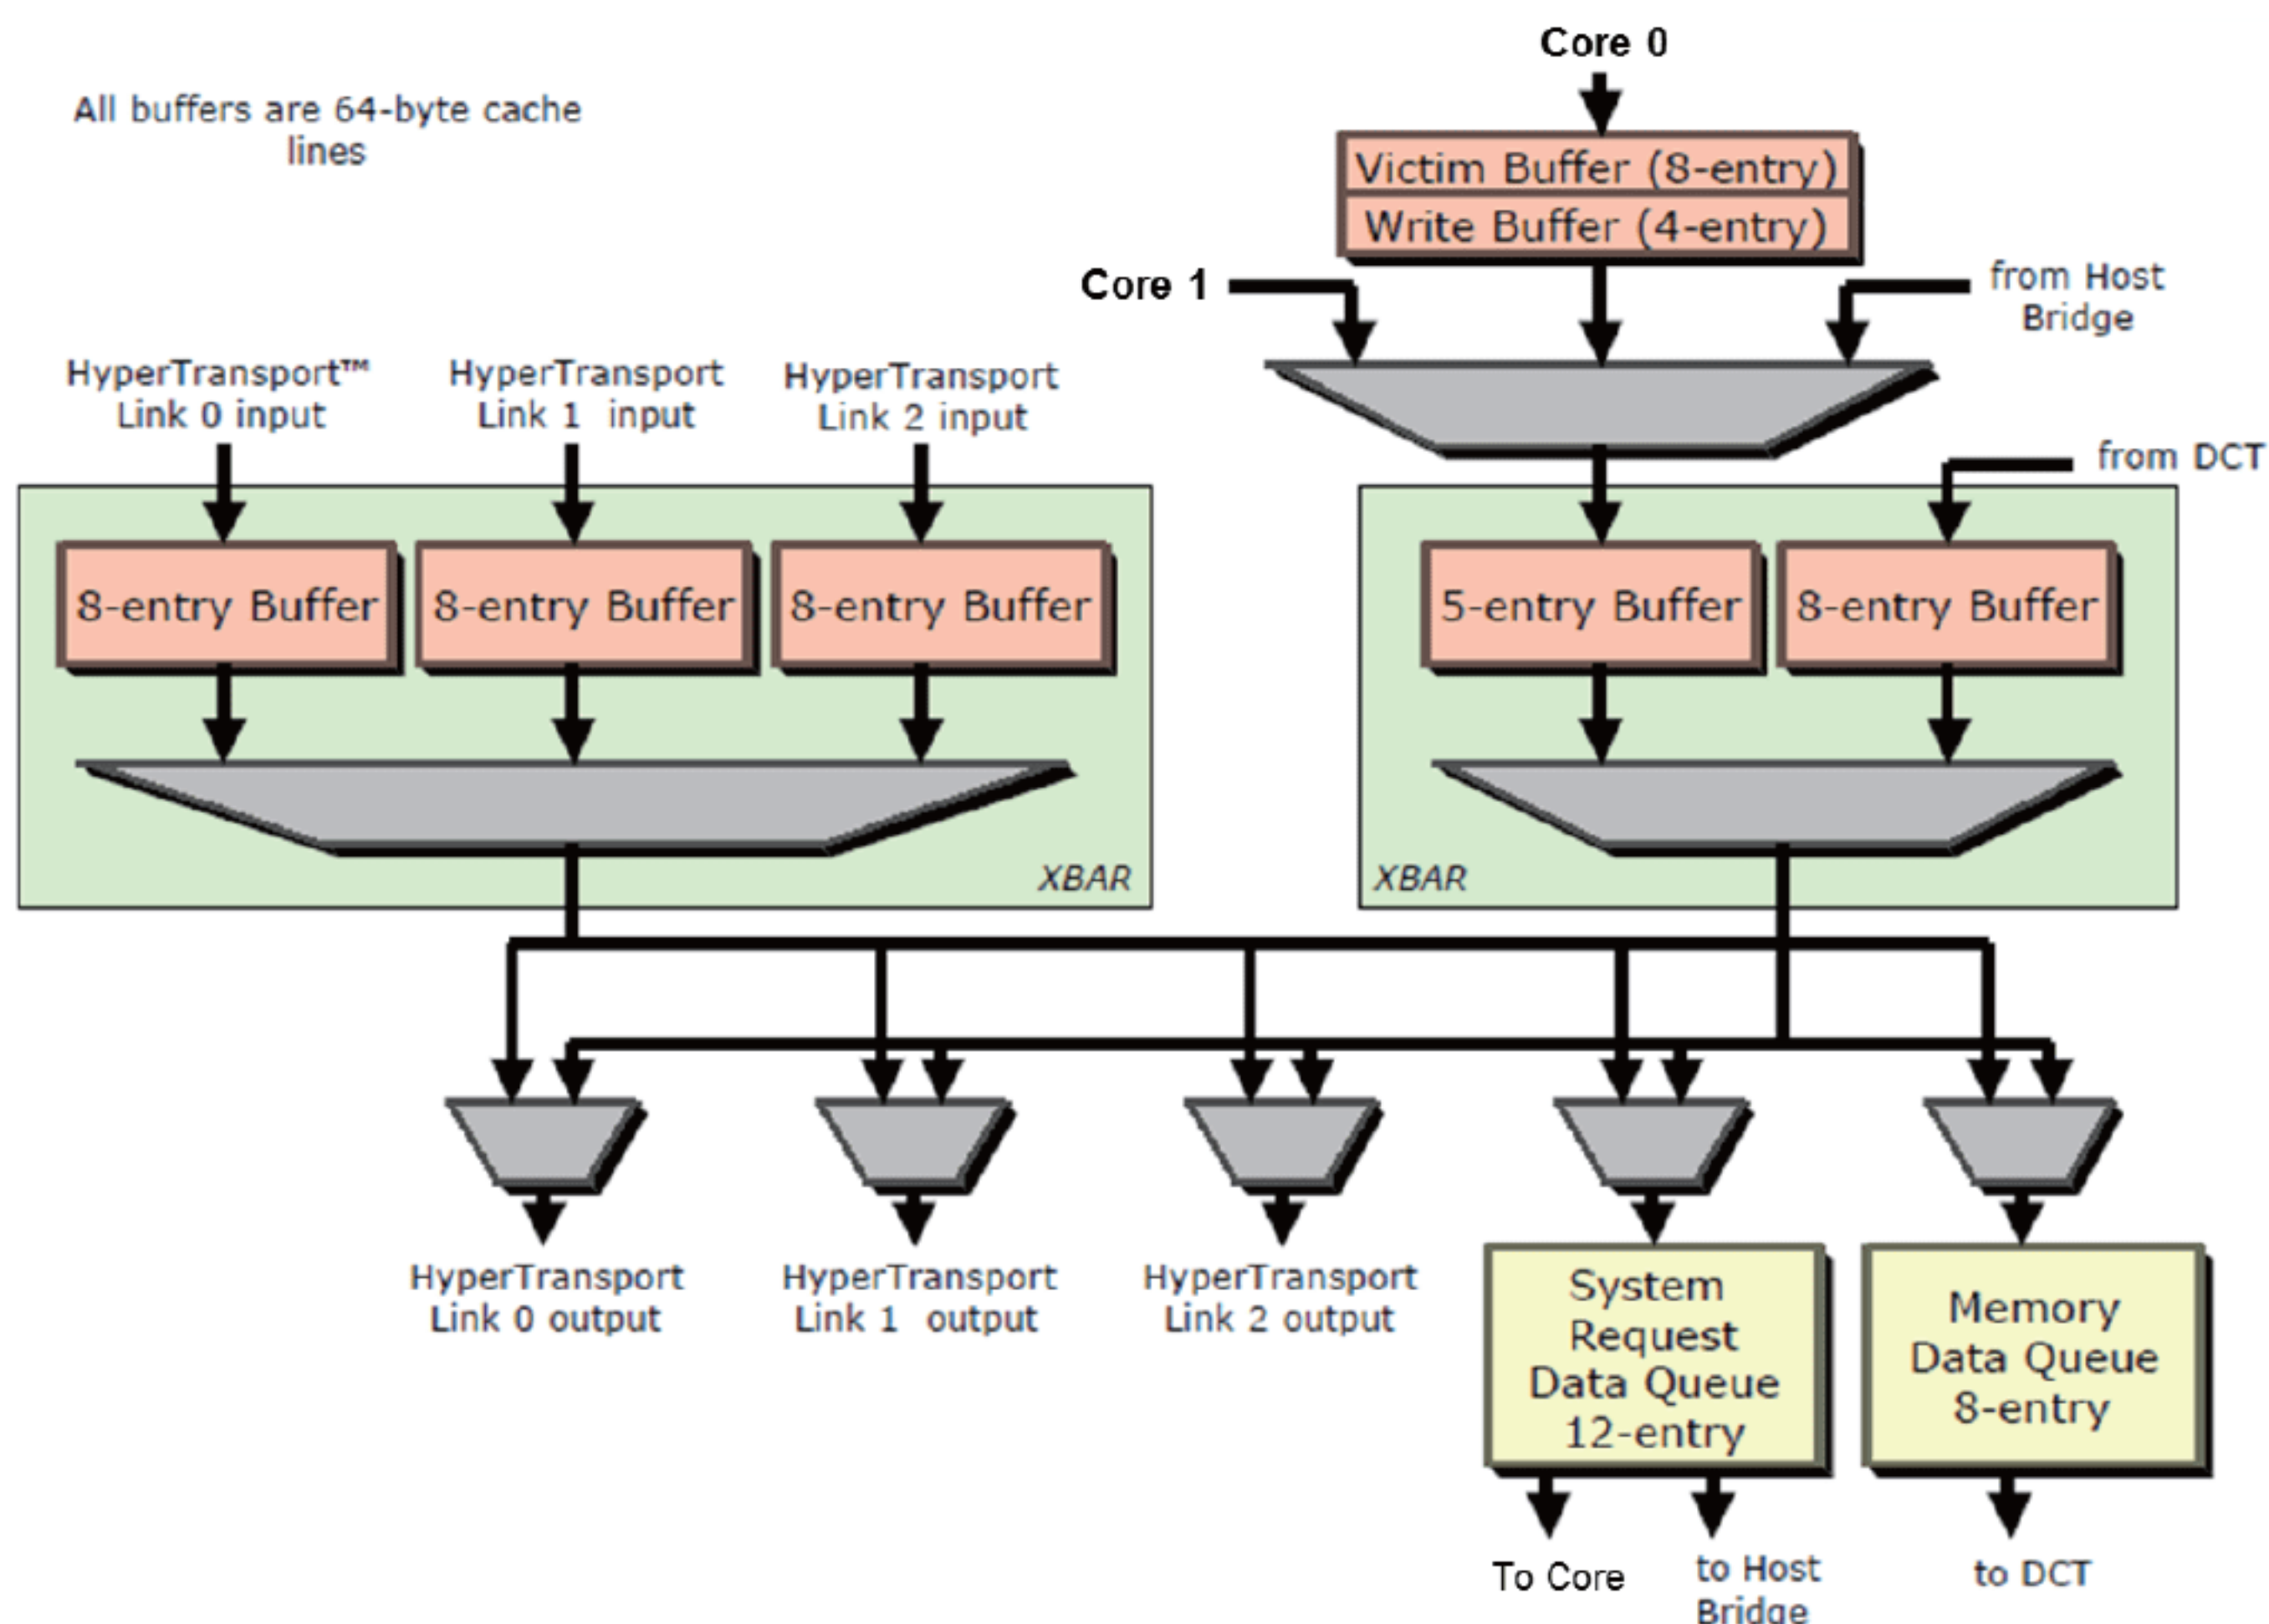 Core 0
All buffers are 64-byte cache
lines
Victim Buffer (8-entry)
Write Buffer (4-entry)
Core 1
from Host
Bridge
HyperTransport™
Link 0 input
HyperTransport
Link 1 input
HyperTransport
Link 2 input
from DCT
8-entry Buffer
8-entry Buffer
8-entry Buffer
5-entry Buffer
8-entry Buffer
XBAR
XBAR
HyperTransport
Link 0 output
HyperTransport
Link 1 output
HyperTransport
Link 2 output
System
Request
Data Queue
12-entry
Memory
Data Queue
8-entry
To Core
to Host
Bridge
to DCT